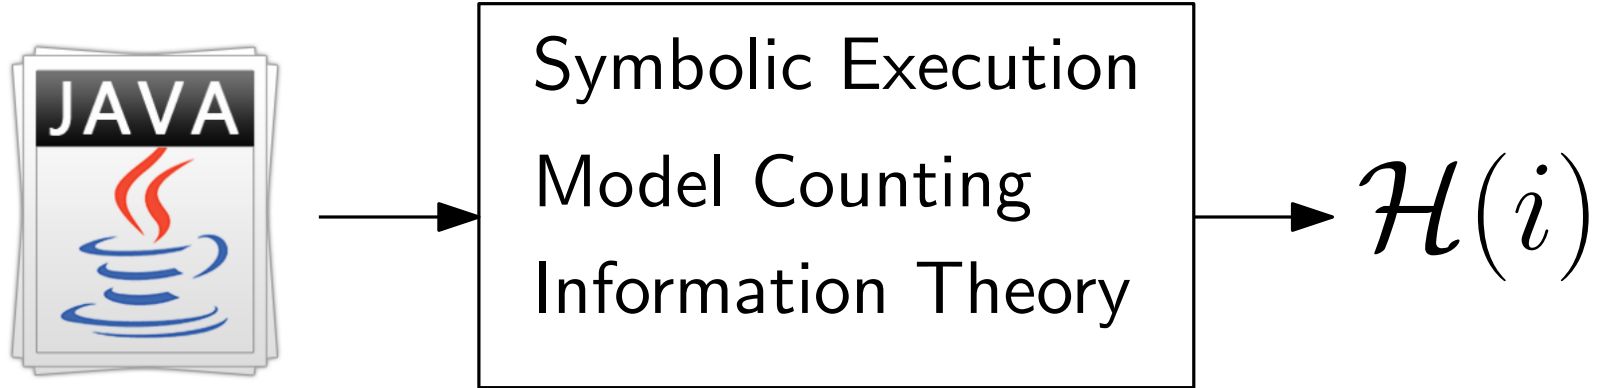 JAVA
Symbolic Execution
Model Counting
Information Theory
ℋ(i)